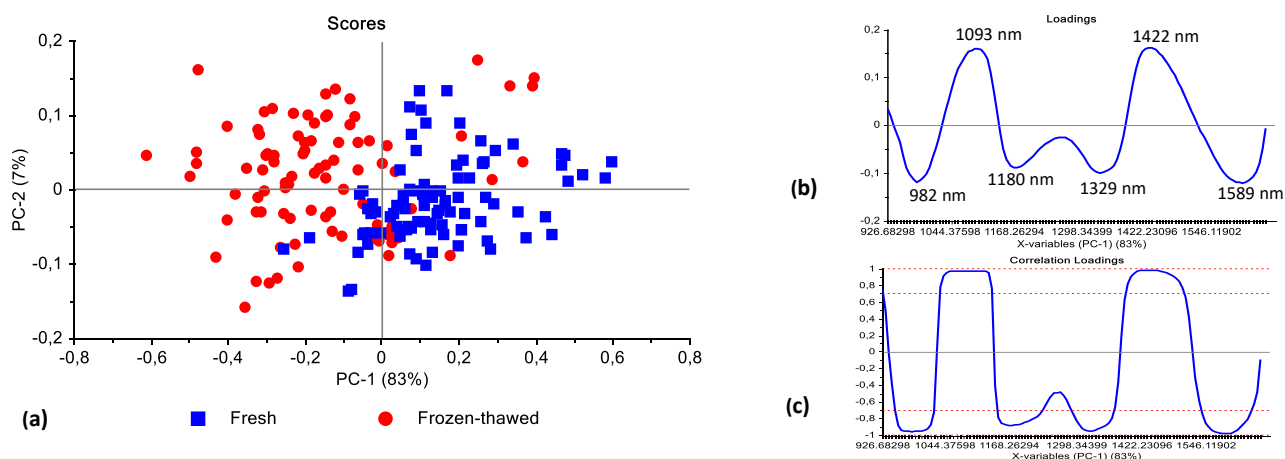 Scores
0,2
0,1
0
-0,1
-0,2
PC-2 (7%)
-0,8
-0,6
-0,4
-0,2
0
0,2
0,4
0,6
0,8
PC-1 (83%)
(a)
Fresh
Frozen-thawed
Loadings
0,2
0,1
0
-0,1
-0,2
1093 nm
1422 nm
982 nm
1180 nm
1329 nm
1589 nm
(b)
926.68298 1044.37598 1168.26294 1298.34399 1422.23096 1546.11902
X-variables (PC-1) (83%)
Correlation Loadings
1
0,8
0,6
0,4
0,2
0
-0,2
-0,4
-0,6
-0,8
-1
(c)
926.68298 1044.37598 1168.26294 1298.34399 1422.23096 1546.11902
X-variables (PC-1) (83%)